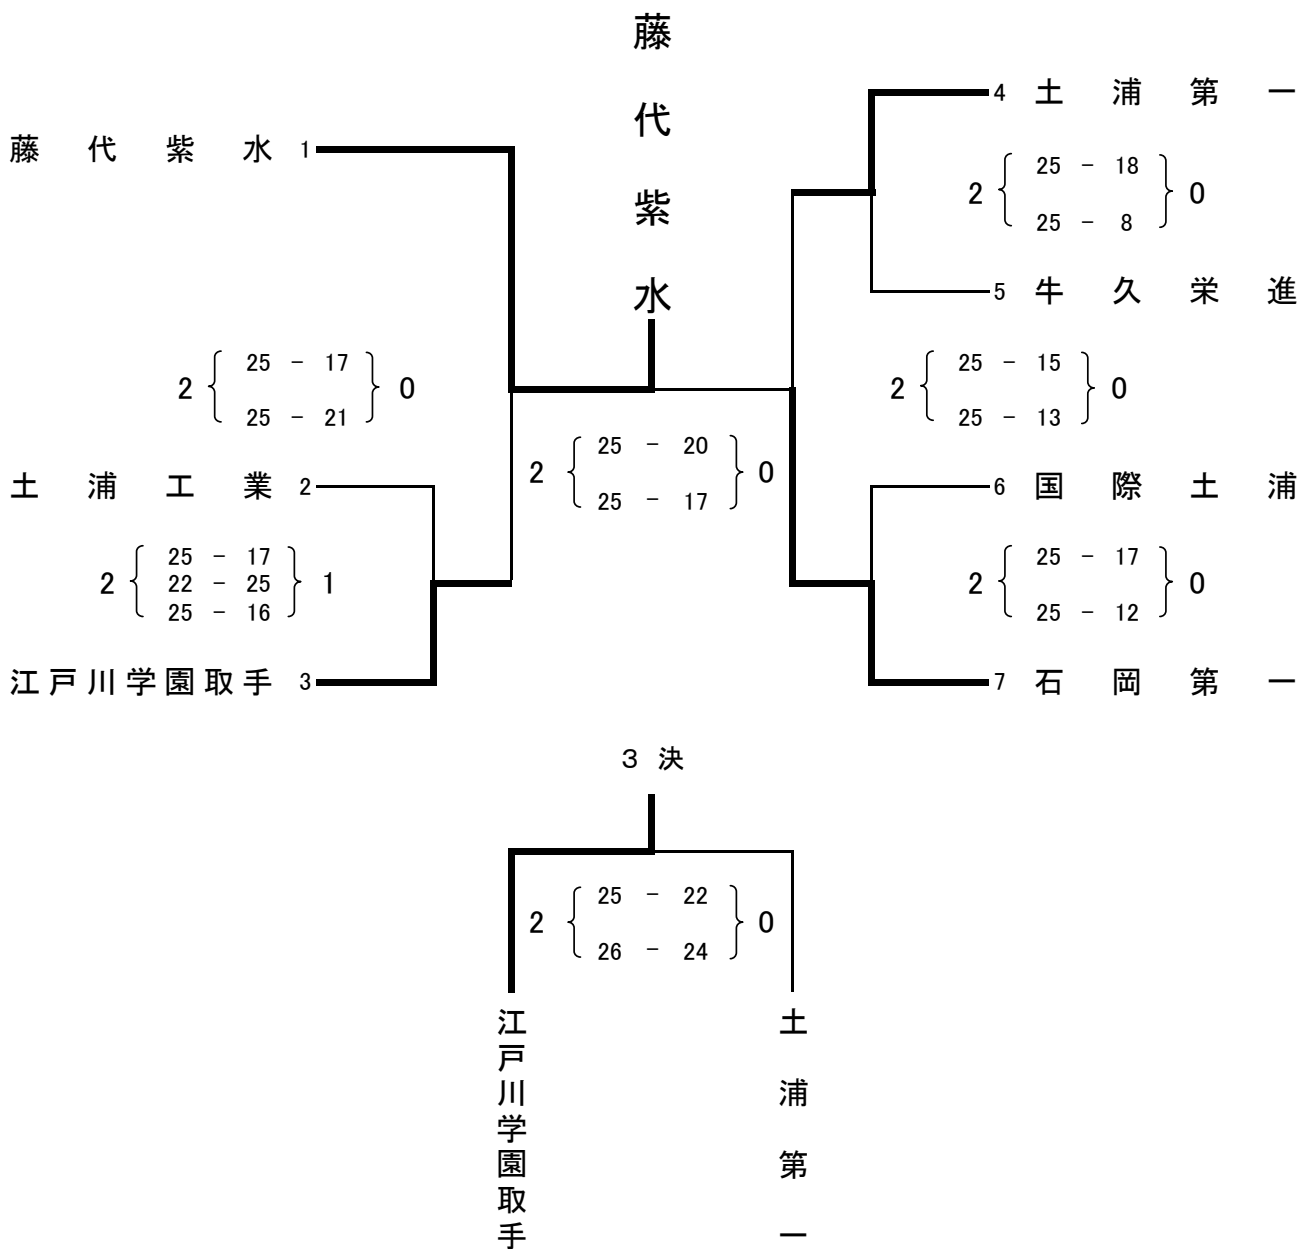 藤代紫水
藤代紫水 1
2 25 - 17 0
25 - 21
土浦工業 2
2 25 - 17 1
22 - 25
25 - 16
江戸川学園取手 3
2 25 - 20 0
25 - 17
4 土浦第一
2 25 - 18 0
25 - 8
5 牛久栄進
2 25 - 15 0
25 - 13
6 国際土浦
2 25 - 17 0
25 - 12
7 石岡第一
3決
2 25 - 22 0
26 - 24
江戸川学園取手
土浦第一